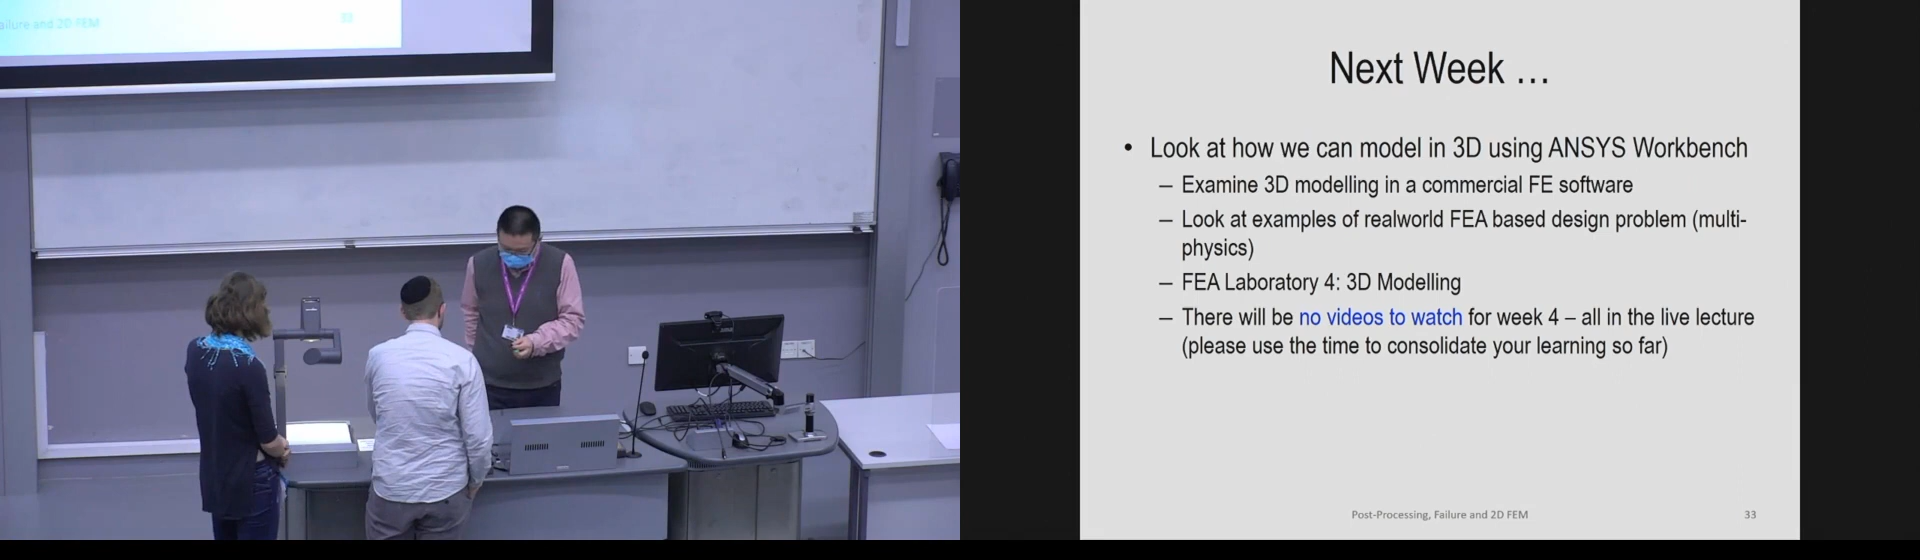 ailure and 2D FEM
33
Next Week ...
• Look at how we can model in 3D using ANSYS Workbench
– Examine 3D modelling in a commercial FE software
– Look at examples of realworld FEA based design problem (multi-
physics)
– FEA Laboratory 4: 3D Modelling
– There will be no videos to watch for week 4 – all in the live lecture
(please use the time to consolidate your learning so far)
Post-Processing, Failure and 2D FEM
33